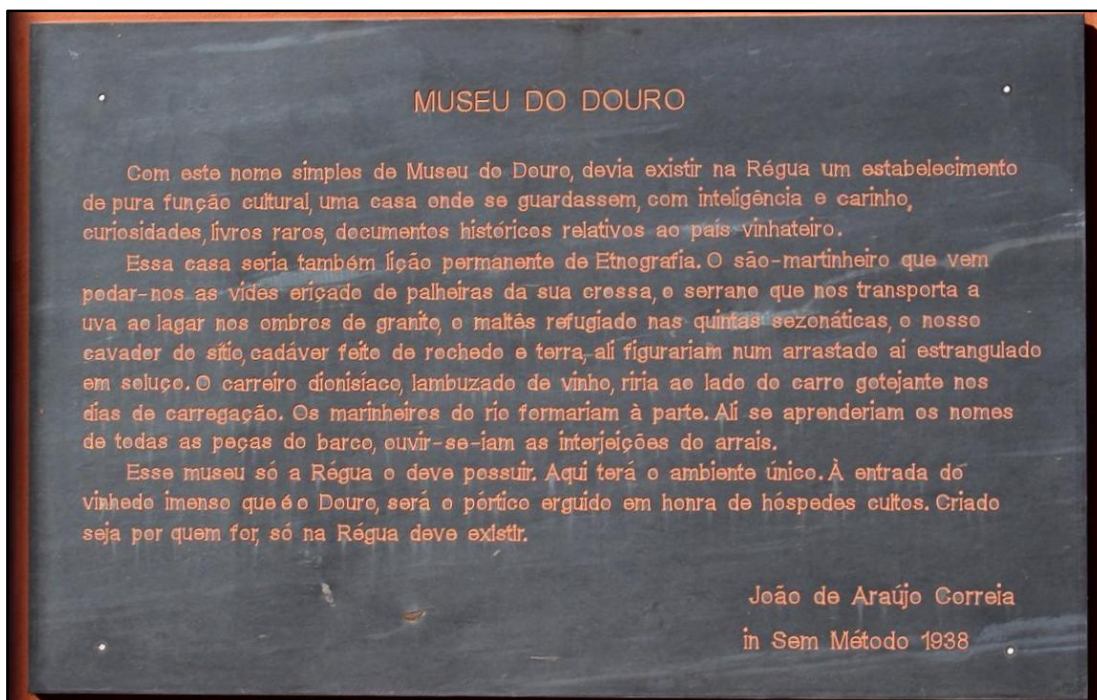 MUSEU DO DOURO
Com este nome simples de Museu do Douro, devia existir na Régua um estabelecimento
de pura função cultural, uma casa onde se guardassem, com inteligência e carinho,
curiosidades, livros raros, documentos históricos relativos ao país vinhateiro.
Essa casa seria também lição permanente de Etnografia. O são-martinheiro que vem
podar-nos as vides eriçado de palheiras da sua crossa, o serrano que nos transporta a
uva ao lagar nos ombros de granito, o maltês refugiado nas quintas sezonáticas, o nosso
cavador do sítio, cadáver feito de rochedo e terra, ali figurariam num arrastado ai estrangulado
em soluço. O carreiro dionisíaco, lambuzado de vinho, riria ao lado do carro gotejante nos
dias de carregação. Os marinheiros do rio formariam à parte. Ali se aprenderiam os nomes
de todas as peças do barco, ouvir-se-iam as interjeições do arrais.
Esse museu só a Régua o deve possuir. Aqui terá o ambiente único. À entrada do
vinhedo imenso que é o Douro, será o pórtico erguido em honra de hóspedes cultos. Criado
seja por quem for, só na Régua deve existir.
João de Araújo Correia
in Sem Método 1938